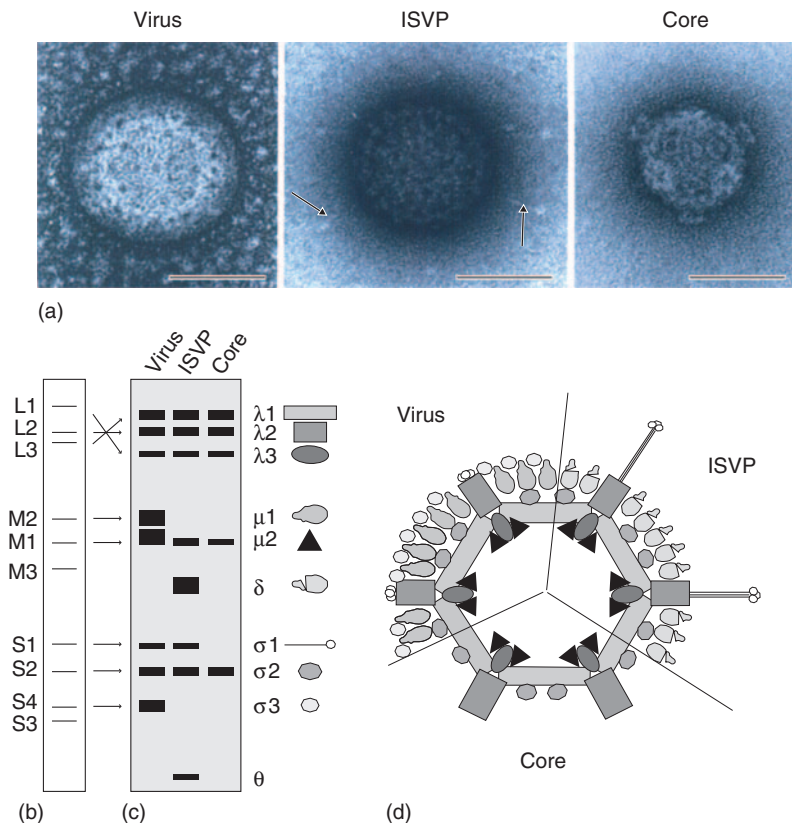 Virus ISVP Core
(a)
Virus ISVP Core
L1
L2
L3
M2
M1
M3
S1
S2
S4
S3
λ1
λ2
λ3
μ1
μ2
δ
σ1
σ2
σ3
θ
Virus
ISVP
Core
(b) (c) (d)